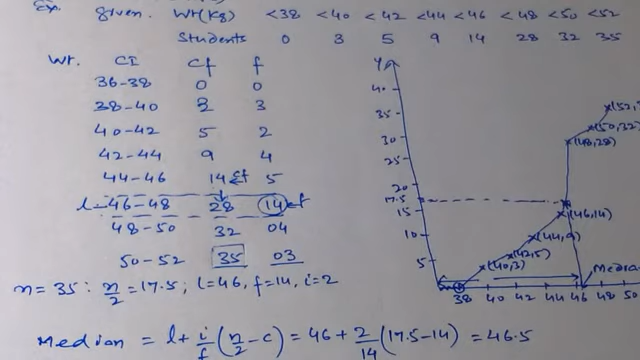 Ex. given. Wt(Kg) <38 <40 <42 <44 <46 <48 <50 <52
Students 0 3 5 9 14 28 32 35
Wt. CI Cf f
36-38 0 0
38-40 3 3
40-42 5 2
42-44 9 4
44-46 14 cf 5
l= 46-48 28 14 cf
48-50 32 04
50-52 35 03
n = 35 : n/2 = 17.5; l=46, f=14, i=2
Median = l + i/f (n/2 - c) = 46 + 2/14 (17.5-14) = 46.5
Y
40
35
30
25
20
17.5
15
10
5
38 40 42 44 46 48 50
(40,3)
(42,5)
(44,9)
(46,14)
(48,28)
(50,32)
(52,
Media